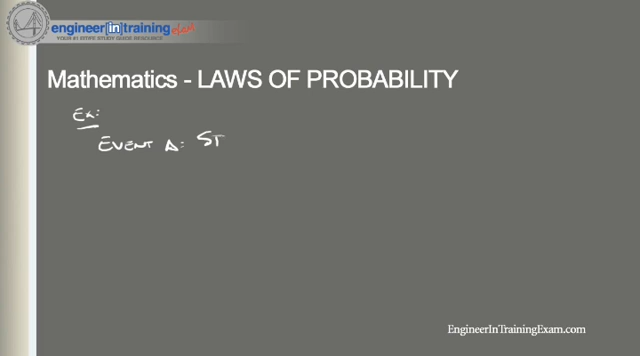 engineer[in]training exam
Mathematics - LAWS OF PROBABILITY
Ex:
EVENT A: ST
EngineerInTrainingExam.com